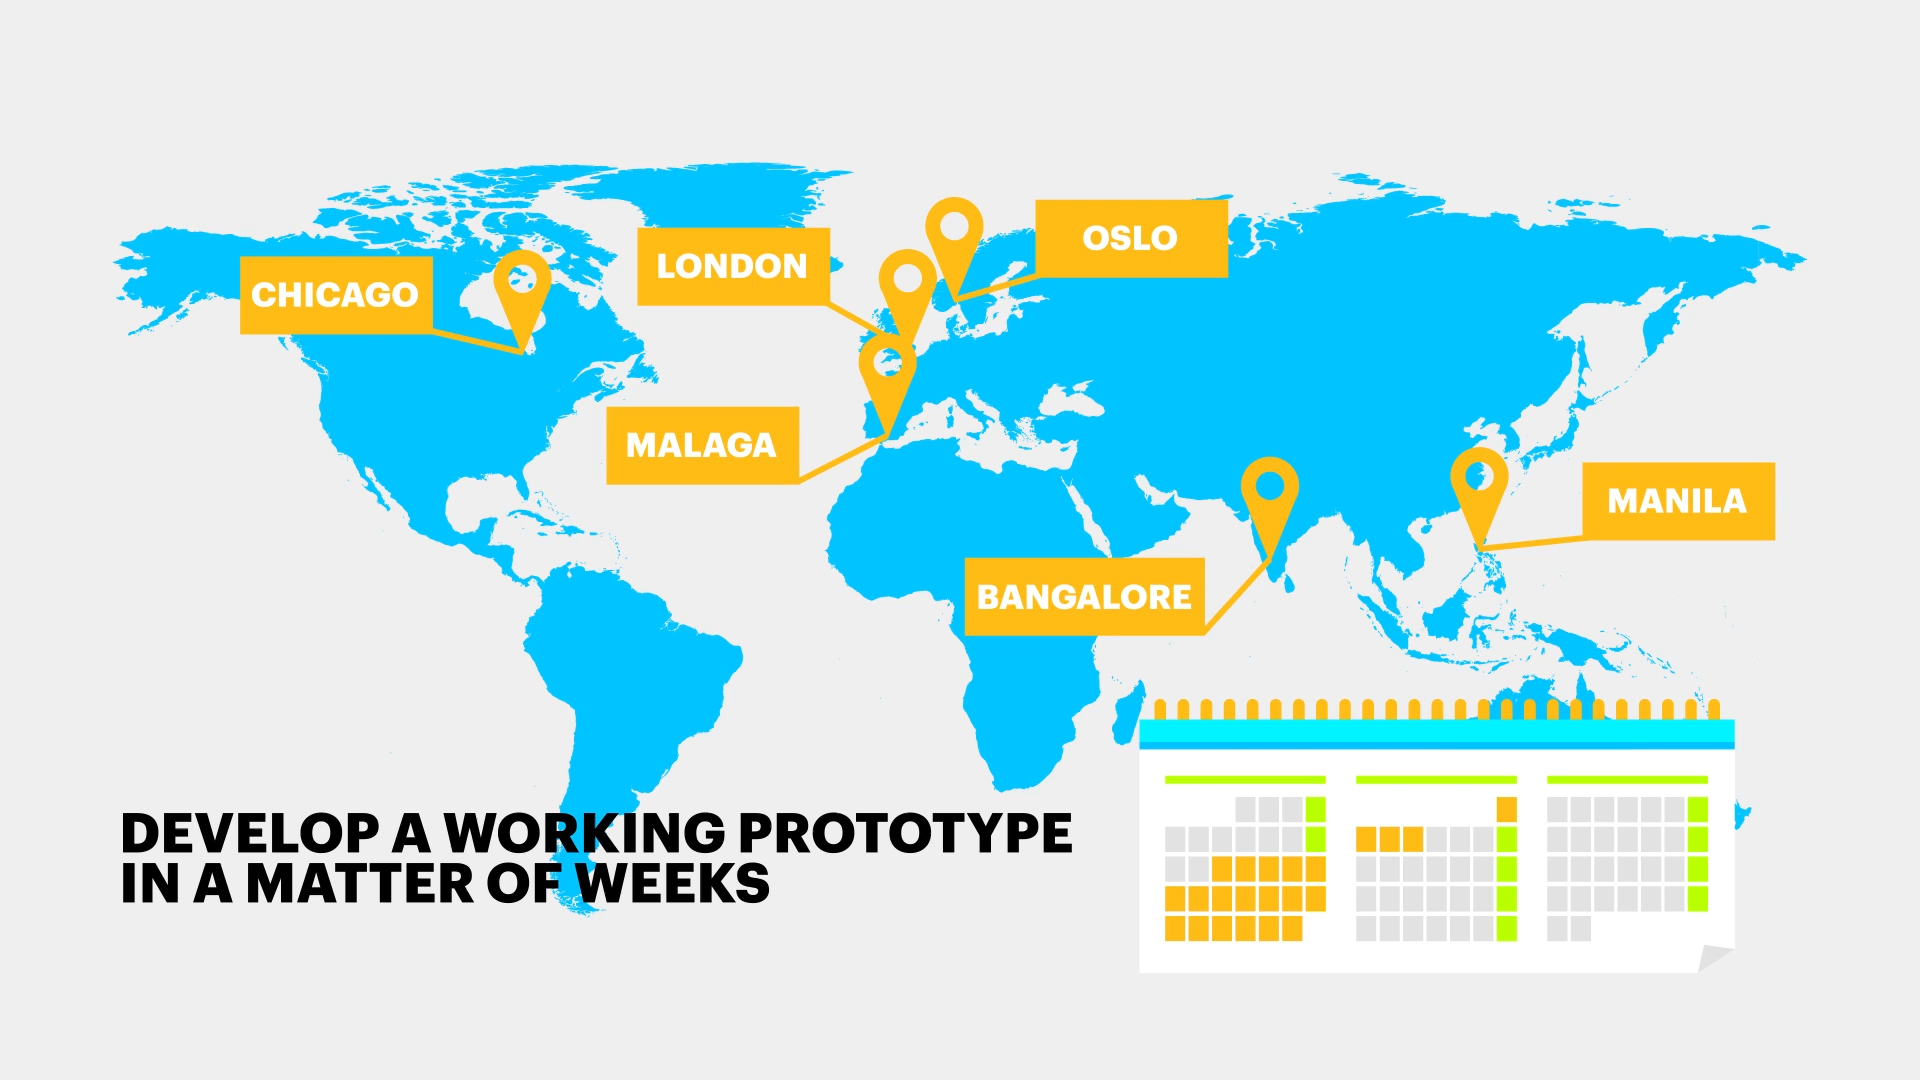 OSLO
LONDON
CHICAGO
MALAGA
MANILA
BANGALORE
DEVELOP A WORKING PROTOTYPE
IN A MATTER OF WEEKS